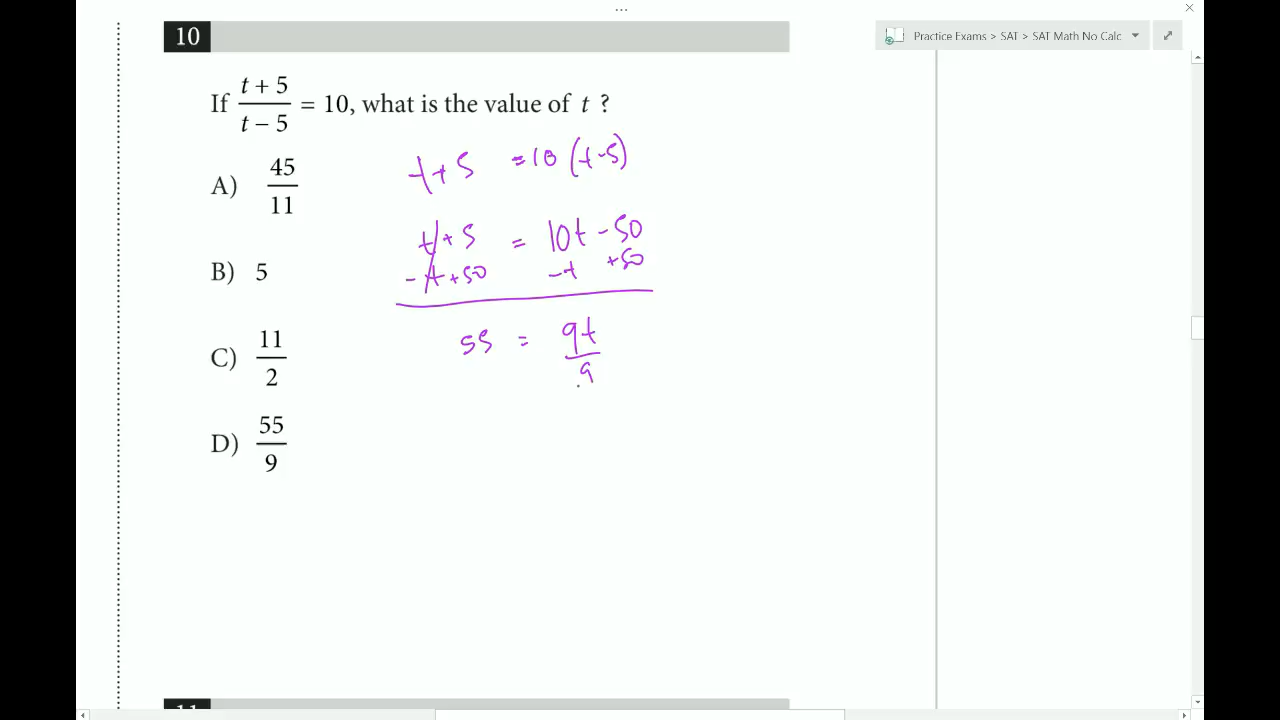 10
Practice Exams > SAT > SAT Math No Calc
If (t + 5)/(t − 5) = 10, what is the value of t ?
t+5 = 10 (t-5)
A) 45/11
t + 5 = 10t - 50
- t + 50 -t +50
B) 5
55 = 9t/9
C) 11/2
D) 55/9
11